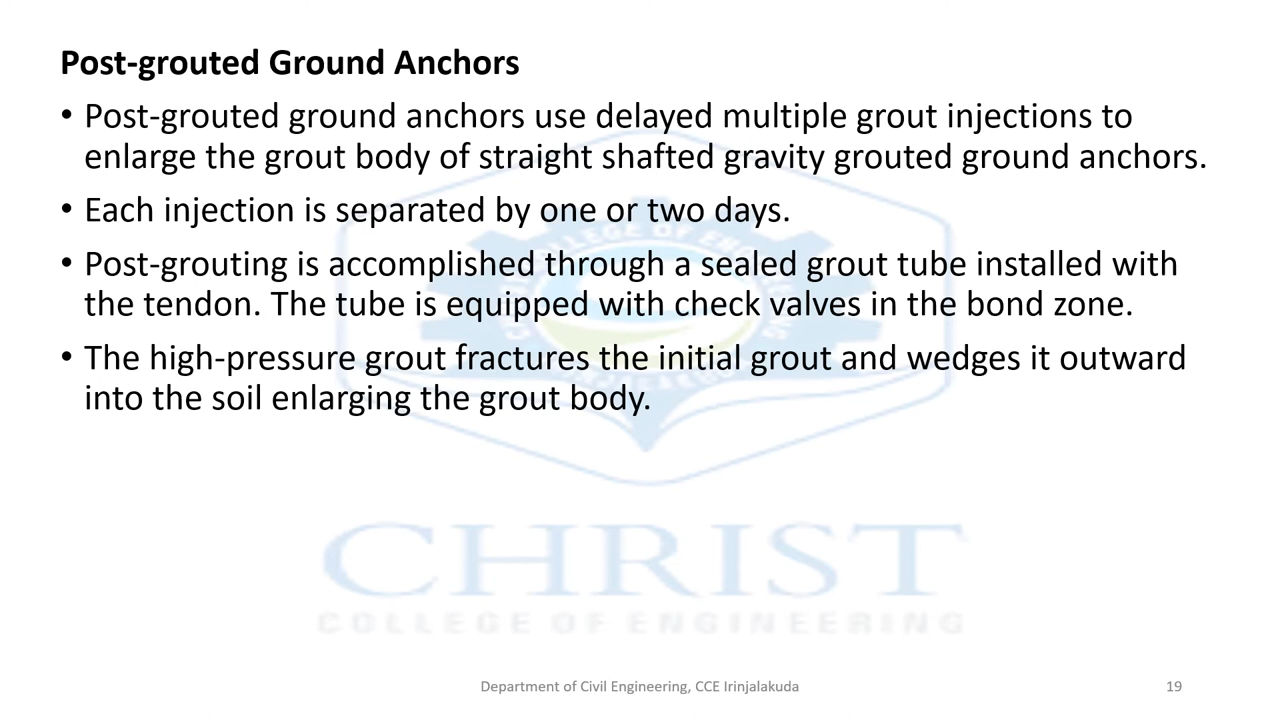 Post-grouted Ground Anchors
• Post-grouted ground anchors use delayed multiple grout injections to
enlarge the grout body of straight shafted gravity grouted ground anchors.
• Each injection is separated by one or two days.
• Post-grouting is accomplished through a sealed grout tube installed with
the tendon. The tube is equipped with check valves in the bond zone.
• The high-pressure grout fractures the initial grout and wedges it outward
into the soil enlarging the grout body.
CHRIST
COLLEGE OF ENGINEERING
Department of Civil Engineering, CCE Irinjalakuda
19